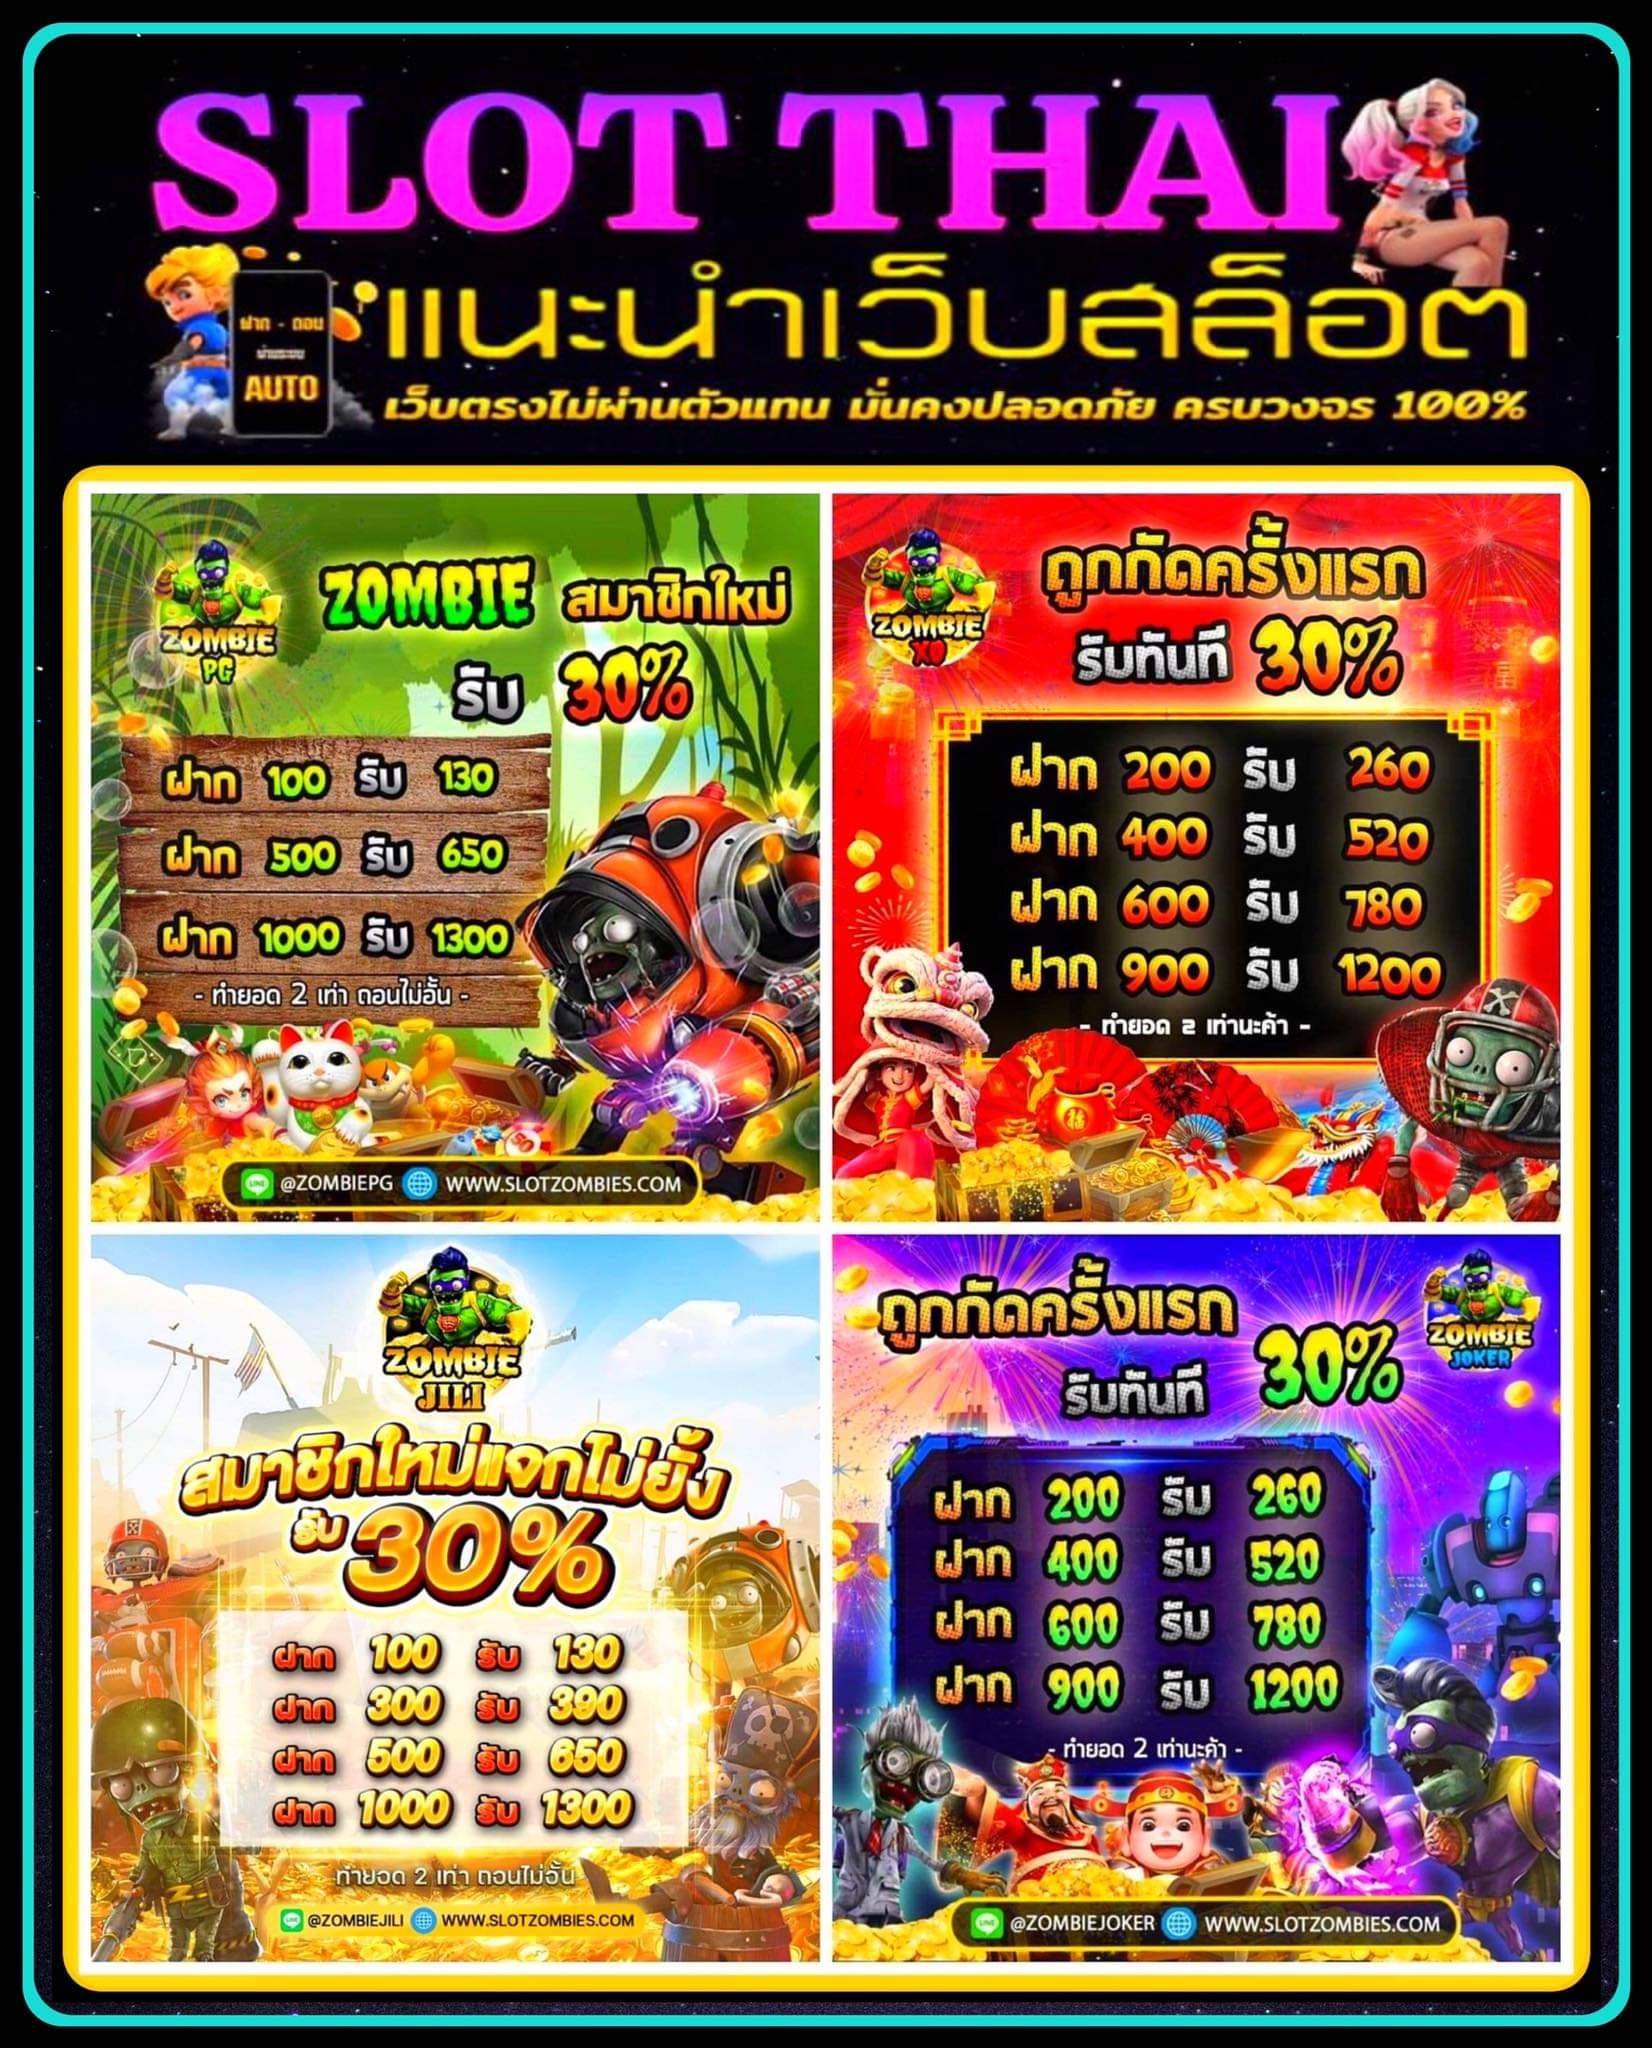 SLOT THAI
แนะนำเว็บสล็อต
ฝาก - ถอน
AUTO
เว็บตรงไม่ผ่านตัวแทน มั่นคงปลอดภัย ครบวงจร 100%
ZOMBIE
PG
ZOMBIE สมาชิกใหม่
รับ 30%
ฝาก 100 รับ 130
ฝาก 500 รับ 650
ฝาก 1000 รับ 1300
- ทำยอด 2 เท่า ถอนไม่อั้น -
LINE @ZOMBIEPG WWW.SLOTZOMBIES.COM
ZOMBIE
XO
ถูกกัดครั้งแรก
รับทันที 30%
ฝาก 200 รับ 260
ฝาก 400 รับ 520
ฝาก 600 รับ 780
ฝาก 900 รับ 1200
- ทำยอด 2 เท่านะค้า -
ZOMBIE
JILI
สมาชิกใหม่แจกไม่ยั้ง
รับ 30%
ฝาก 100 รับ 130
ฝาก 300 รับ 390
ฝาก 500 รับ 650
ฝาก 1000 รับ 1300
ทำยอด 2 เท่า ถอนไม่อั้น
LINE @ZOMBIEJILI WWW.SLOTZOMBIES.COM
ถูกกัดครั้งแรก
รับทันที 30%
ZOMBIE
JOKER
ฝาก 200 รับ 260
ฝาก 400 รับ 520
ฝาก 600 รับ 780
ฝาก 900 รับ 1200
- ทำยอด 2 เท่านะค้า -
LINE @ZOMBIEJOKER WWW.SLOTZOMBIES.COM